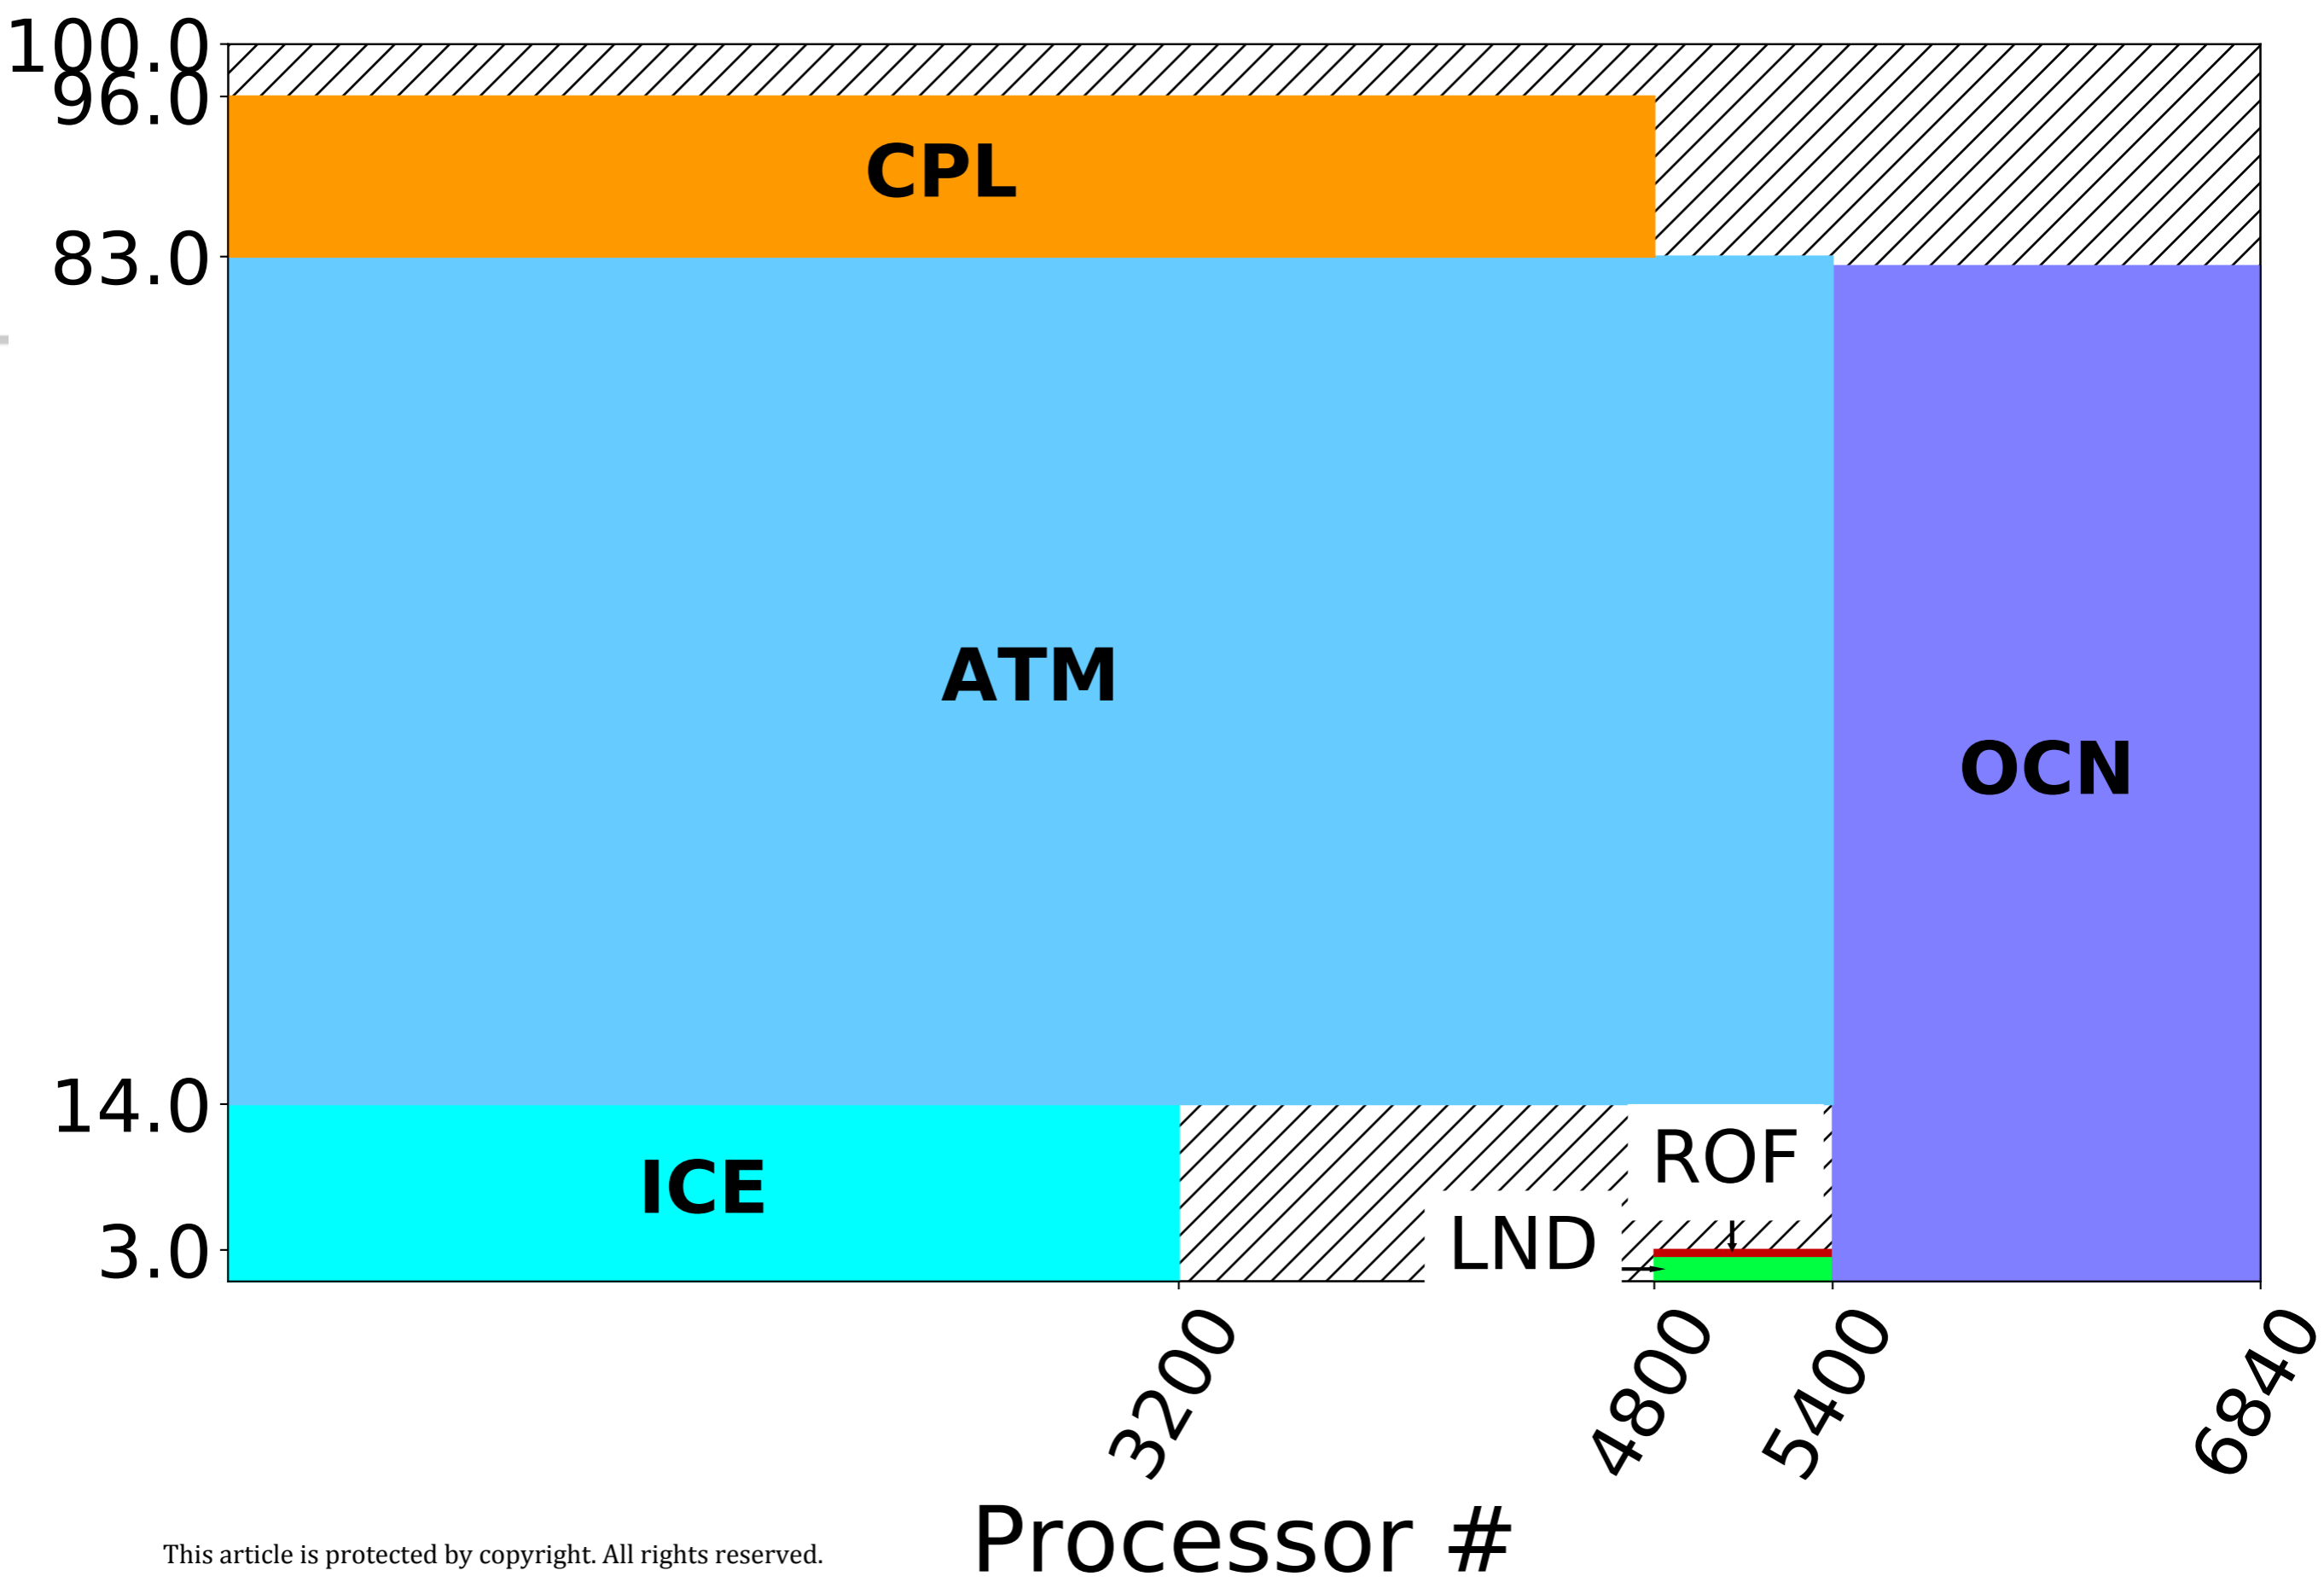 100.0
96.0
CPL
83.0
ATM
OCN
14.0
ROF
ICE
LND
3.0
3200
4800
5400
6840
Processor #
This article is protected by copyright. All rights reserved.